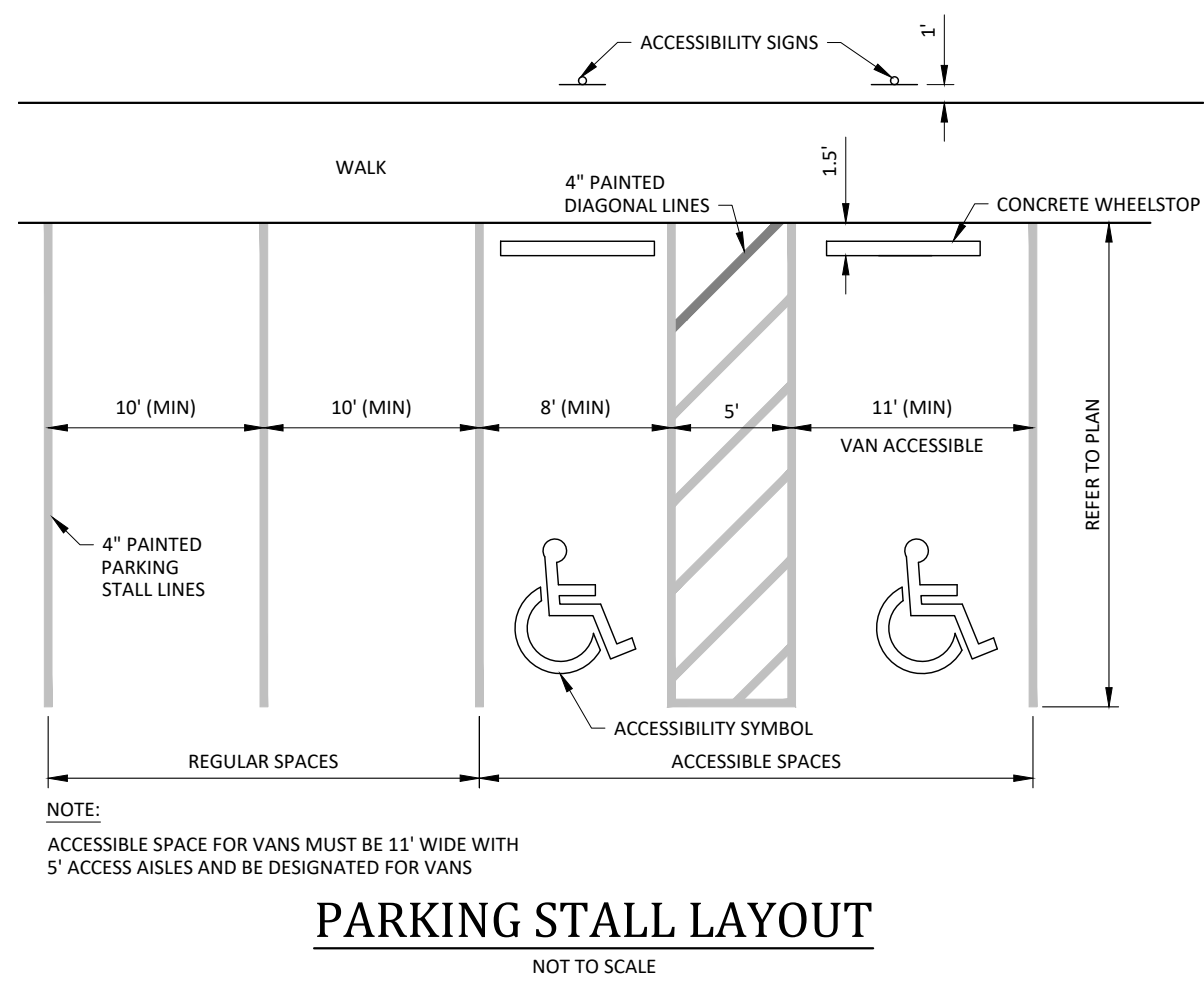 ACCESSIBILITY SIGNS
1'
WALK
1.5'
4" PAINTED
DIAGONAL LINES
CONCRETE WHEELSTOP
10' (MIN)
10' (MIN)
8' (MIN)
5'
11' (MIN)
VAN ACCESSIBLE
REFER TO PLAN
4" PAINTED
PARKING
STALL LINES
ACCESSIBILITY SYMBOL
REGULAR SPACES
ACCESSIBLE SPACES
NOTE:
ACCESSIBLE SPACE FOR VANS MUST BE 11' WIDE WITH
5' ACCESS AISLES AND BE DESIGNATED FOR VANS
PARKING STALL LAYOUT
NOT TO SCALE